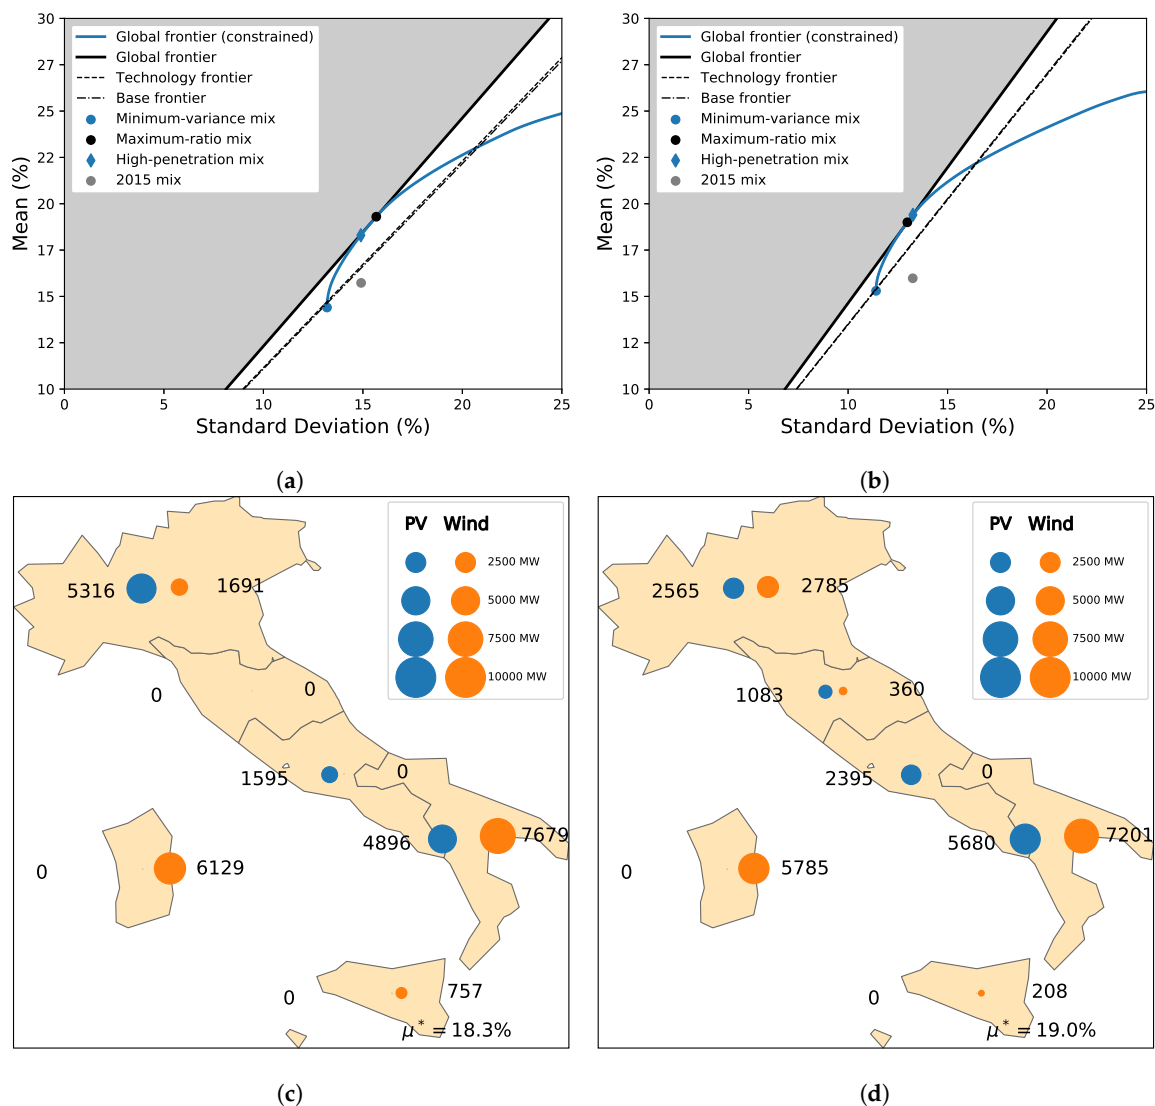 30
27
25
22
20
17
15
12
10
Mean (%)
Global frontier (constrained)
Global frontier
Technology frontier
Base frontier
Minimum-variance mix
Maximum-ratio mix
High-penetration mix
2015 mix
0 5 10 15 20 25
Standard Deviation (%)
(a)
30
27
25
22
20
17
15
12
10
Mean (%)
Global frontier (constrained)
Global frontier
Technology frontier
Base frontier
Minimum-variance mix
Maximum-ratio mix
High-penetration mix
2015 mix
0 5 10 15 20 25
Standard Deviation (%)
(b)
PV Wind
2500 MW
5000 MW
7500 MW
10000 MW
5316 1691
0 0
1595 0
4896 7679
0 6129
0 757
μ* = 18.3%
(c)
PV Wind
2500 MW
5000 MW
7500 MW
10000 MW
2565 2785
1083 360
2395 0
5680 7201
0 5785
0 208
μ* = 19.0%
(d)